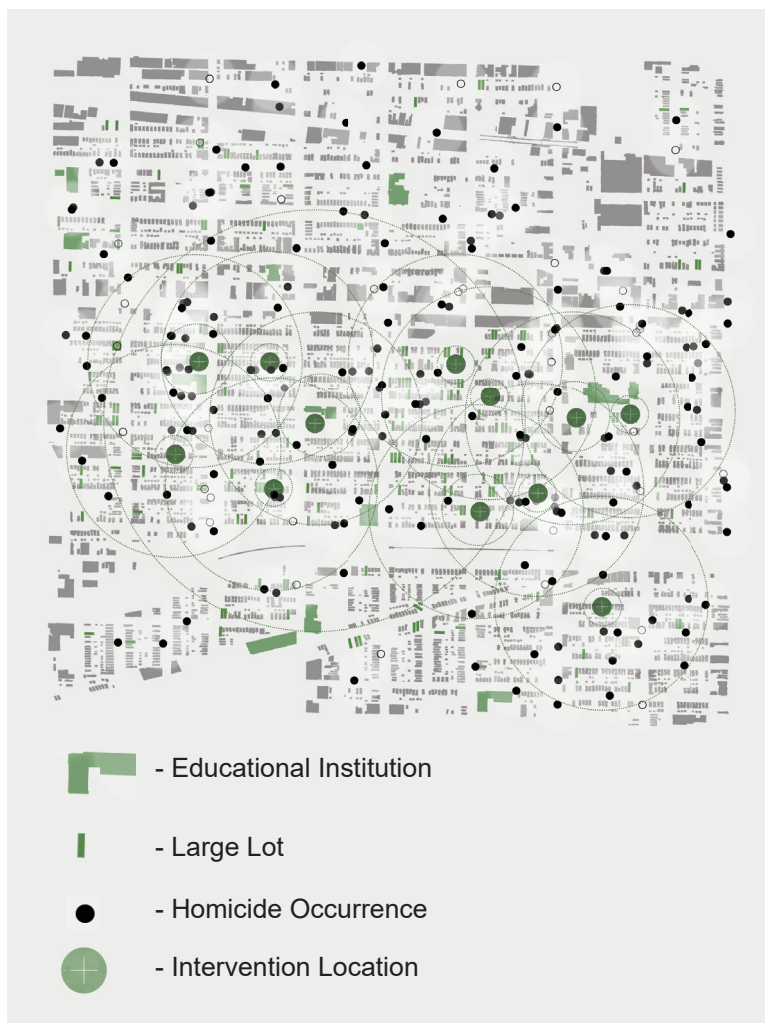 - Educational Institution
- Large Lot
- Homicide Occurrence
- Intervention Location